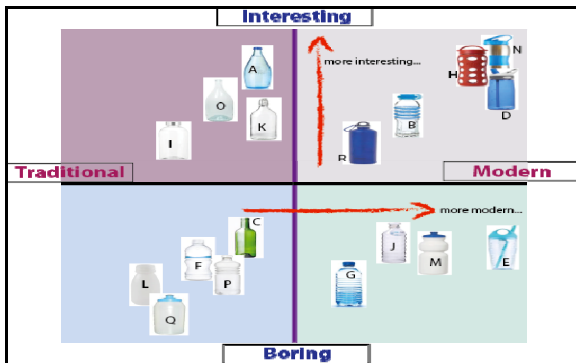 Interesting
more interesting...
N
H
A
D
O
K
B
I
R
Traditional
Modern
more modern...
C
J
F
M
E
P
G
L
Q
Boring